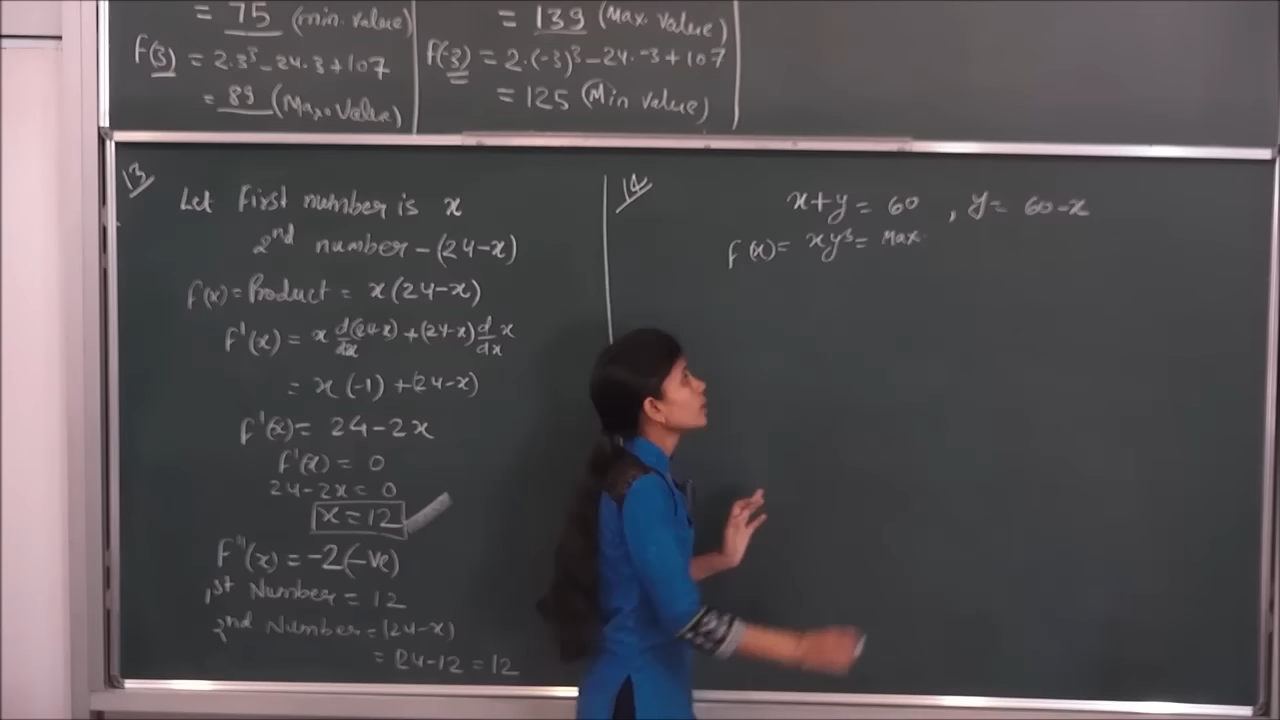 = 75 (min. value)
f(3) = 2.3³-24.3+107
= 89 (Max. Value)
= 139 (Max. value)
f(-3) = 2.(-3)³-24.-3+107
= 125 (Min value)
13
Let First number is x
2nd number - (24-x)
f(x) = Product = x(24-x)
F'(x) = x d(24-x)/dx + (24-x) d/dx x
= x(-1) + (24-x)
F'(x) = 24-2x
F'(x) = 0
24-2x = 0
x = 12
F"(x) = -2(-ve)
1st Number = 12
2nd Number = (24-x)
= 24-12 = 12
14
x+y = 60 , y = 60-x
F(x) = xy³ = Max.